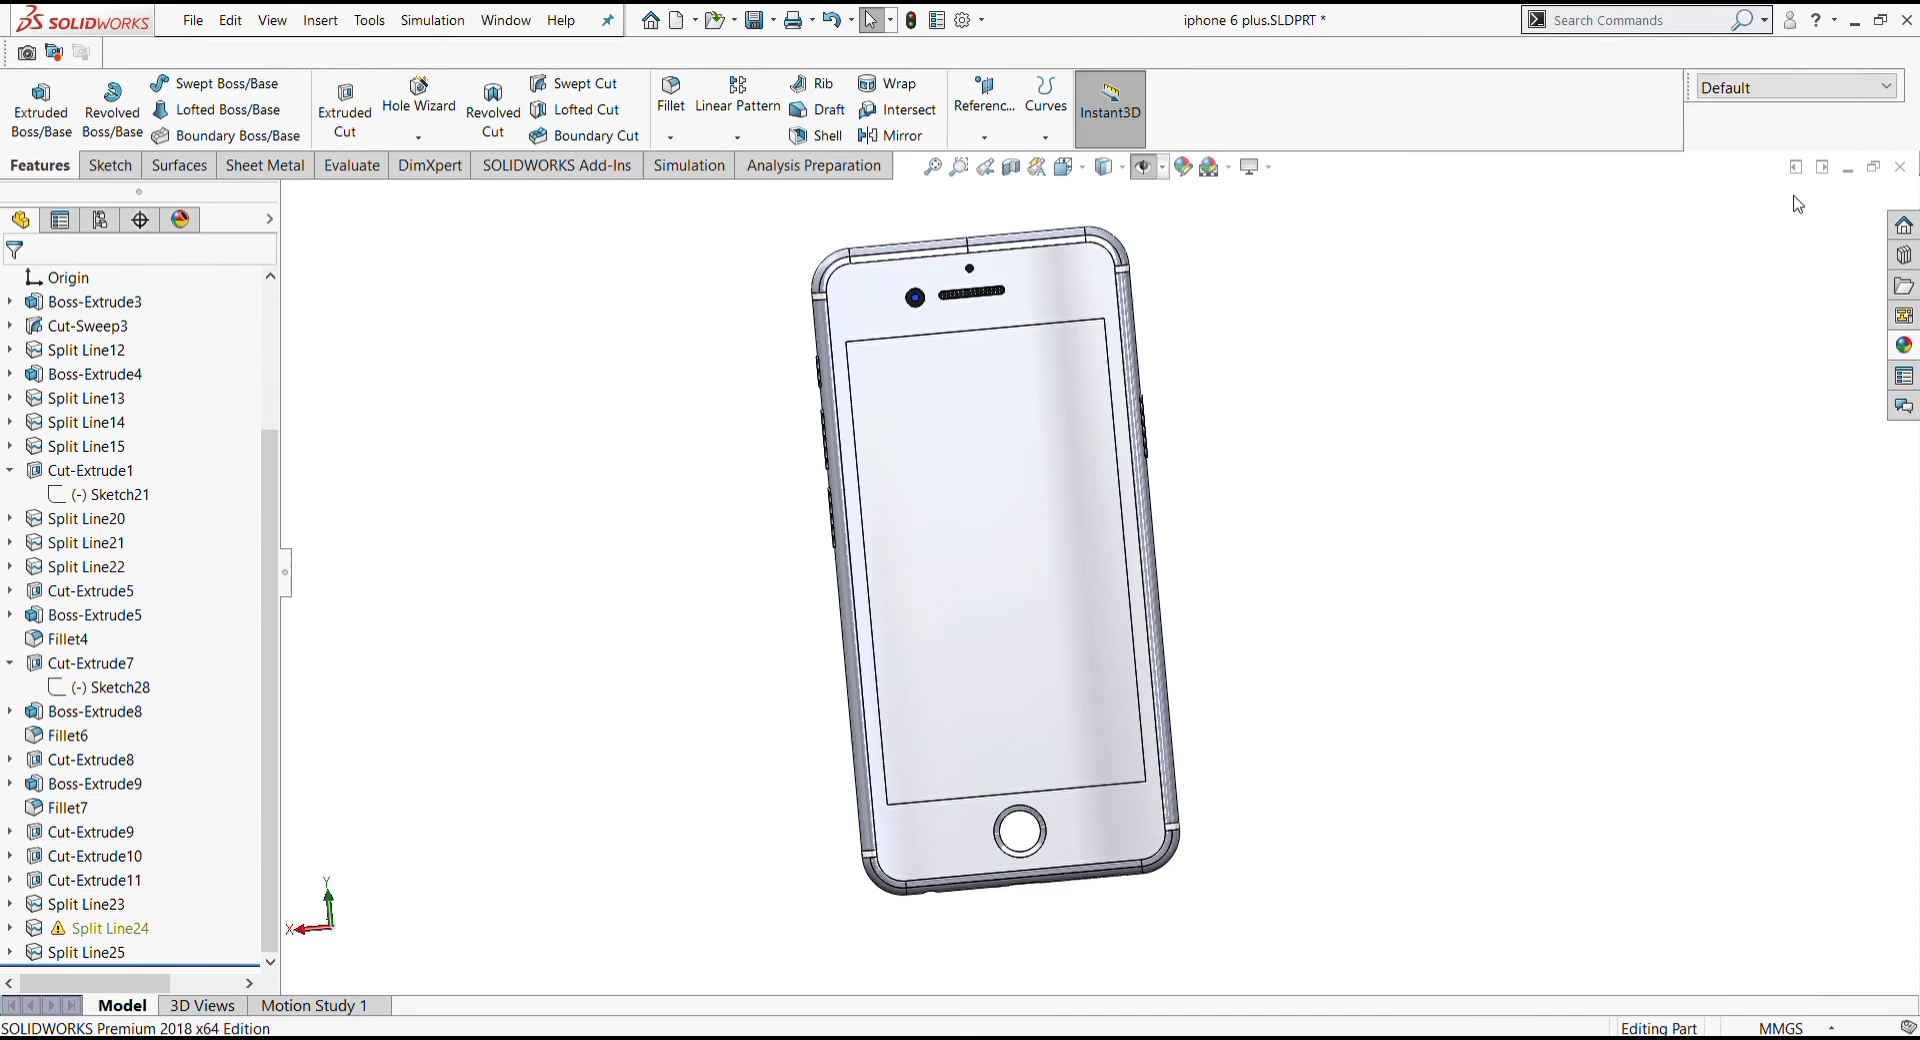 SOLIDWORKS File Edit View Insert Tools Simulation Window Help iphone 6 plus.SLDPRT * Search Commands ?
Extruded Boss/Base
Revolved Boss/Base
Swept Boss/Base
Lofted Boss/Base
Boundary Boss/Base
Extruded Cut
Hole Wizard
Revolved Cut
Swept Cut
Lofted Cut
Boundary Cut
Fillet
Linear Pattern
Rib
Draft
Shell
Wrap
Intersect
Mirror
Referenc...
Curves
Instant3D
Default
Features Sketch Surfaces Sheet Metal Evaluate DimXpert SOLIDWORKS Add-Ins Simulation Analysis Preparation
Origin
Boss-Extrude3
Cut-Sweep3
Split Line12
Boss-Extrude4
Split Line13
Split Line14
Split Line15
Cut-Extrude1
(-) Sketch21
Split Line20
Split Line21
Split Line22
Cut-Extrude5
Boss-Extrude5
Fillet4
Cut-Extrude7
(-) Sketch28
Boss-Extrude8
Fillet6
Cut-Extrude8
Boss-Extrude9
Fillet7
Cut-Extrude9
Cut-Extrude10
Cut-Extrude11
Split Line23
Split Line24
Split Line25
Y
X
Model 3D Views Motion Study 1
SOLIDWORKS Premium 2018 x64 Edition Editing Part MMGS